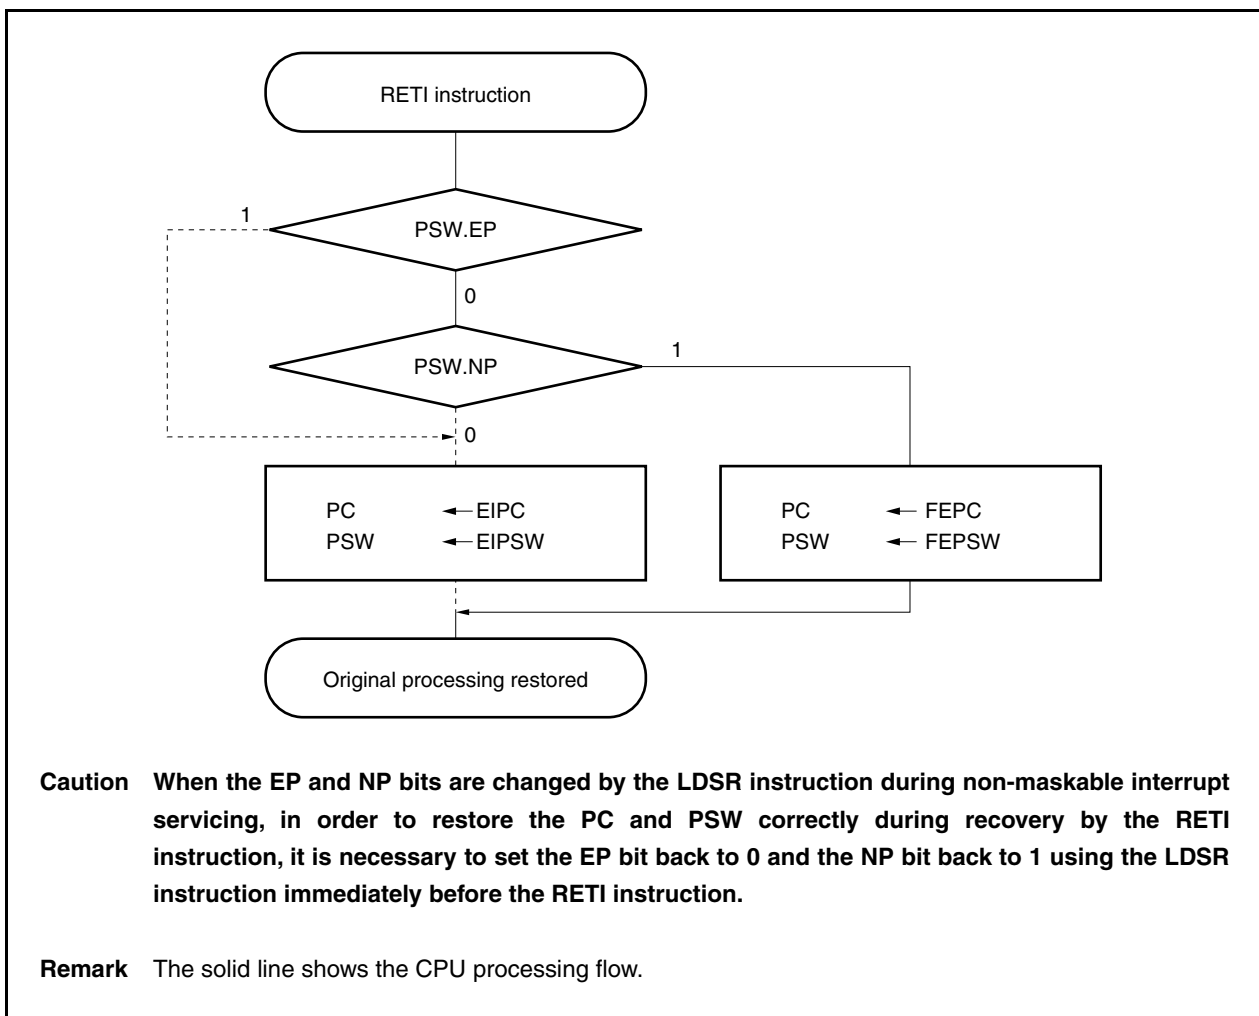 RETI instruction
1
PSW.EP
0
PSW.NP
1
0
PC ← EIPC
PSW ← EIPSW
PC ← FEPC
PSW ← FEPSW
Original processing restored
Caution When the EP and NP bits are changed by the LDSR instruction during non-maskable interrupt
servicing, in order to restore the PC and PSW correctly during recovery by the RETI
instruction, it is necessary to set the EP bit back to 0 and the NP bit back to 1 using the LDSR
instruction immediately before the RETI instruction.
Remark The solid line shows the CPU processing flow.